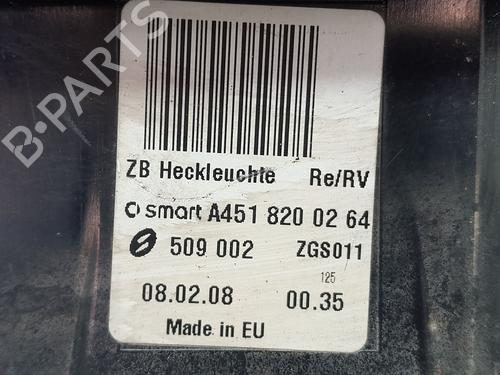 B-PARTS
ZB Heckleuchte Re/RV
smart A451 820 02 64
509 002 ZGS011
125
08.02.08 00.35
Made in EU